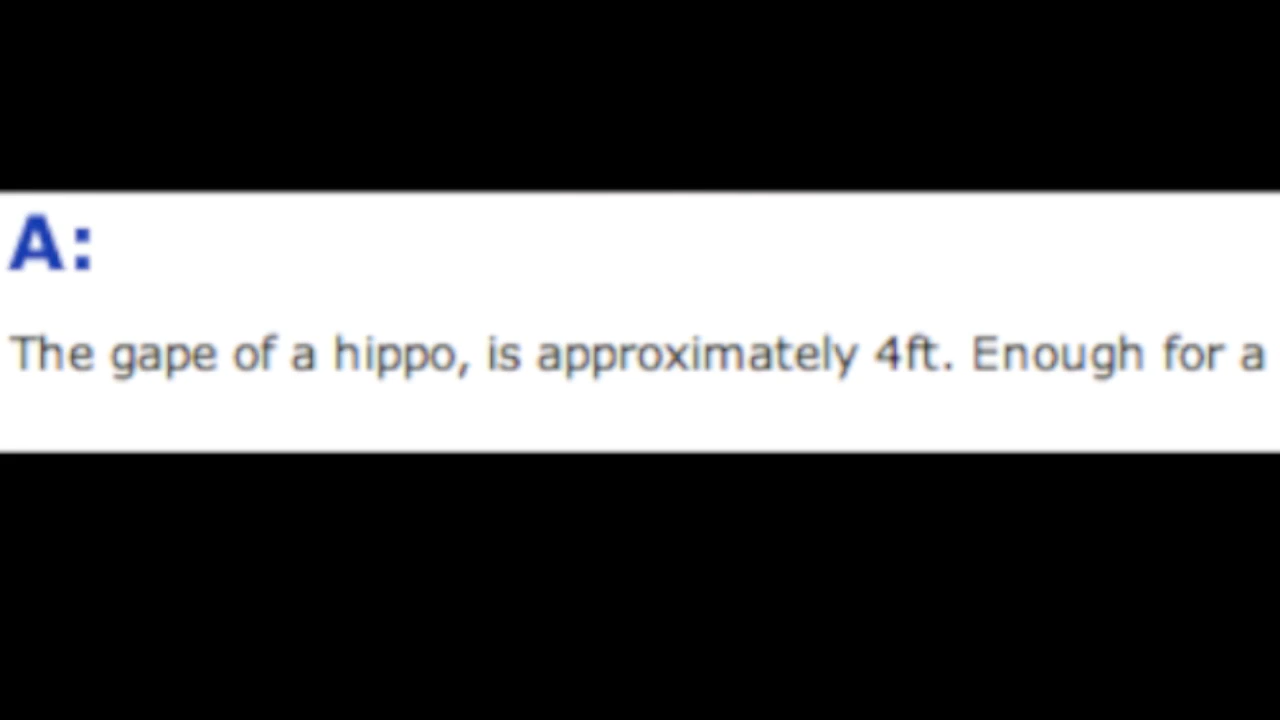 A:
The gape of a hippo, is approximately 4ft. Enough for a